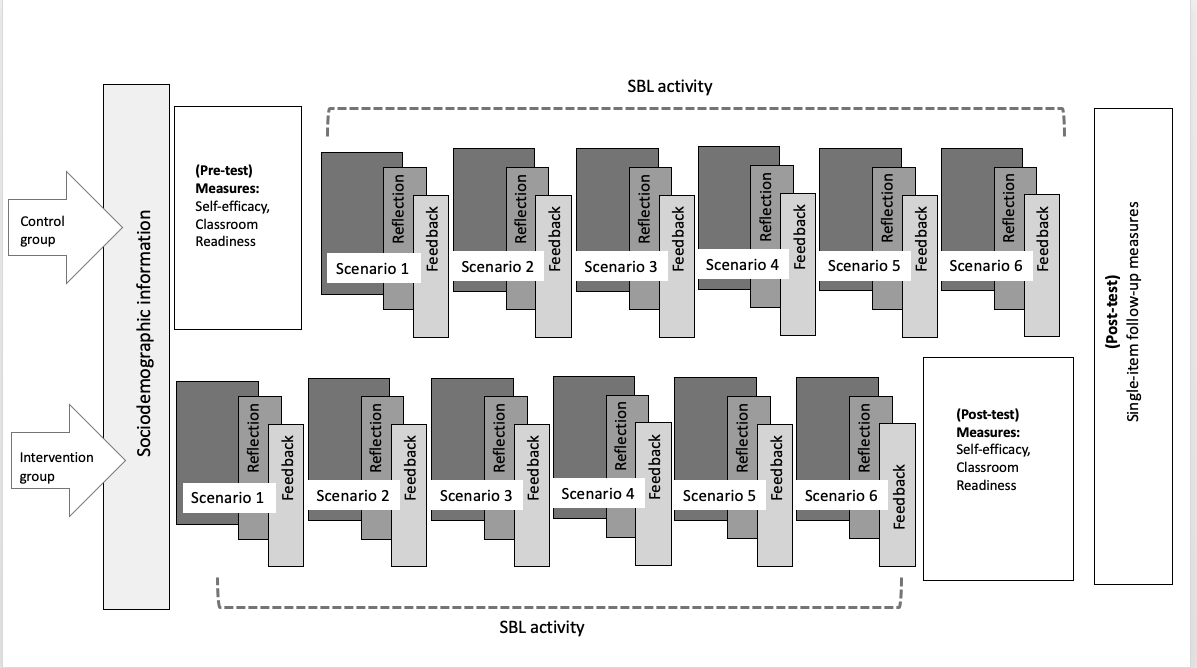 SBL activity
Control
group
Sociodemographic information
(Pre-test)
Measures:
Self-efficacy,
Classroom
Readiness
Scenario 1
Reflection
Feedback
Scenario 2
Reflection
Feedback
Scenario 3
Reflection
Feedback
Scenario 4
Reflection
Feedback
Scenario 5
Reflection
Feedback
Scenario 6
Reflection
Feedback
Intervention
group
Scenario 1
Reflection
Feedback
Scenario 2
Reflection
Feedback
Scenario 3
Reflection
Feedback
Scenario 4
Reflection
Feedback
Scenario 5
Reflection
Feedback
Scenario 6
Reflection
Feedback
(Post-test)
Measures:
Self-efficacy,
Classroom
Readiness
SBL activity
(Post-test)
Single-item follow-up measures